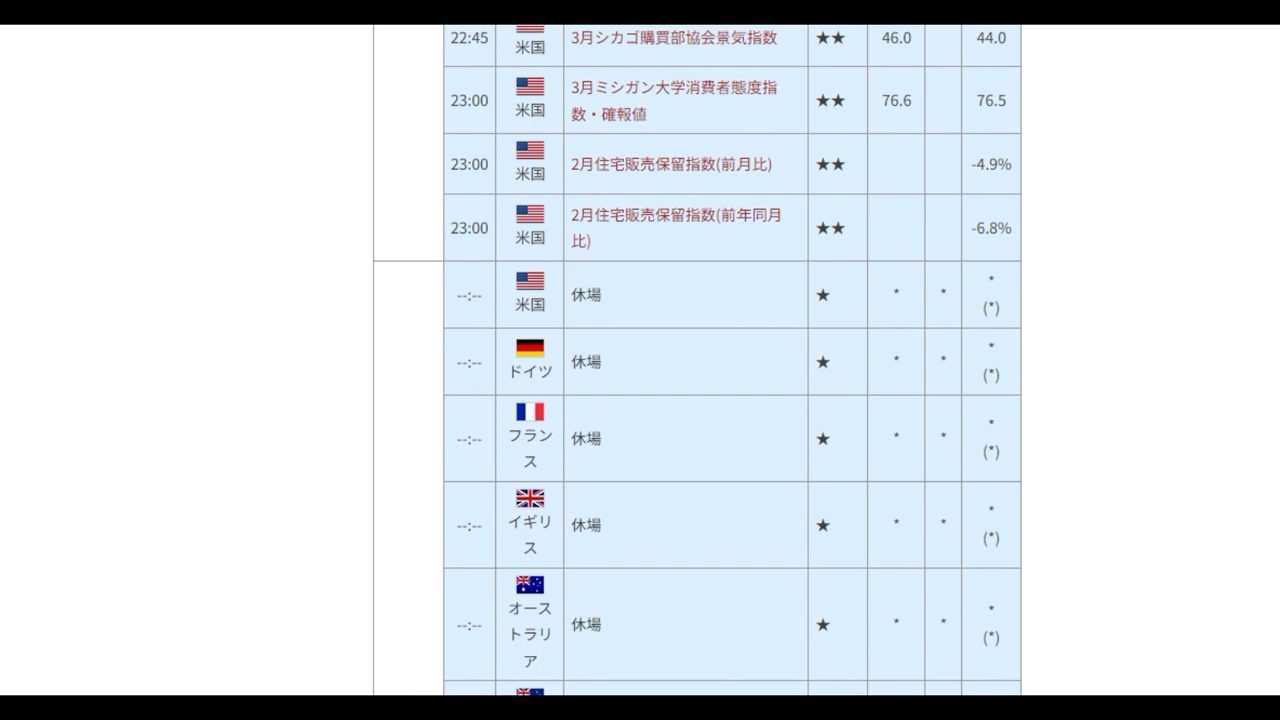 22:45 米国 3月シカゴ購買部協会景気指数 ★★ 46.0 44.0
23:00 米国 3月ミシガン大学消費者態度指
数・確報値 ★★ 76.6 76.5
23:00 米国 2月住宅販売保留指数(前月比) ★★ -4.9%
23:00 米国 2月住宅販売保留指数(前年同月
比) ★★ -6.8%
--:-- 米国 休場 ★ * * *
(*)
--:-- ドイツ 休場 ★ * * *
(*)
--:-- フラン
ス 休場 ★ * * *
(*)
--:-- イギリ
ス 休場 ★ * * *
(*)
--:-- オース
トラリ
ア 休場 ★ * * *
(*)